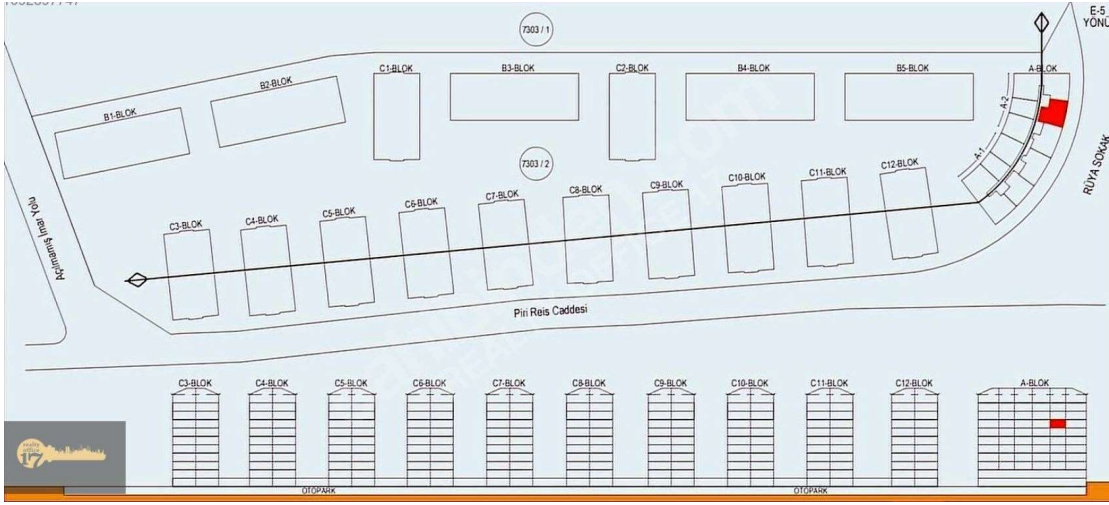 E-5
YÖNÜ
7303 / 1
C1-BLOK
B3-BLOK
C2-BLOK
B4-BLOK
B5-BLOK
A-BLOK
B2-BLOK
B1-BLOK
A-2
A-1
RÜYA SOKAK
7303 / 2
C12-BLOK
C11-BLOK
C10-BLOK
C9-BLOK
C8-BLOK
C7-BLOK
C6-BLOK
C5-BLOK
C4-BLOK
C3-BLOK
Açılmamış İmar Yolu
Piri Reis Caddesi
C3-BLOK
C4-BLOK
C5-BLOK
C6-BLOK
C7-BLOK
C8-BLOK
C9-BLOK
C10-BLOK
C11-BLOK
C12-BLOK
A-BLOK
realty
office
17
OTOPARK
OTOPARK